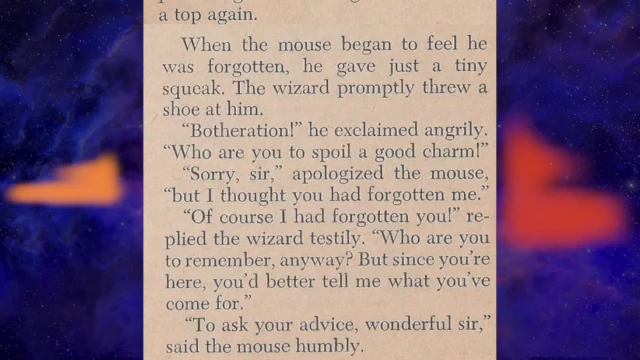 a top again.
When the mouse began to feel he
was forgotten, he gave just a tiny
squeak. The wizard promptly threw a
shoe at him.
“Botheration!” he exclaimed angrily.
“Who are you to spoil a good charm!”
“Sorry, sir,” apologized the mouse,
“but I thought you had forgotten me.”
“Of course I had forgotten you!” re-
plied the wizard testily. “Who are you
to remember, anyway? But since you’re
here, you’d better tell me what you’ve
come for.”
“To ask your advice, wonderful sir,”
said the mouse humbly.